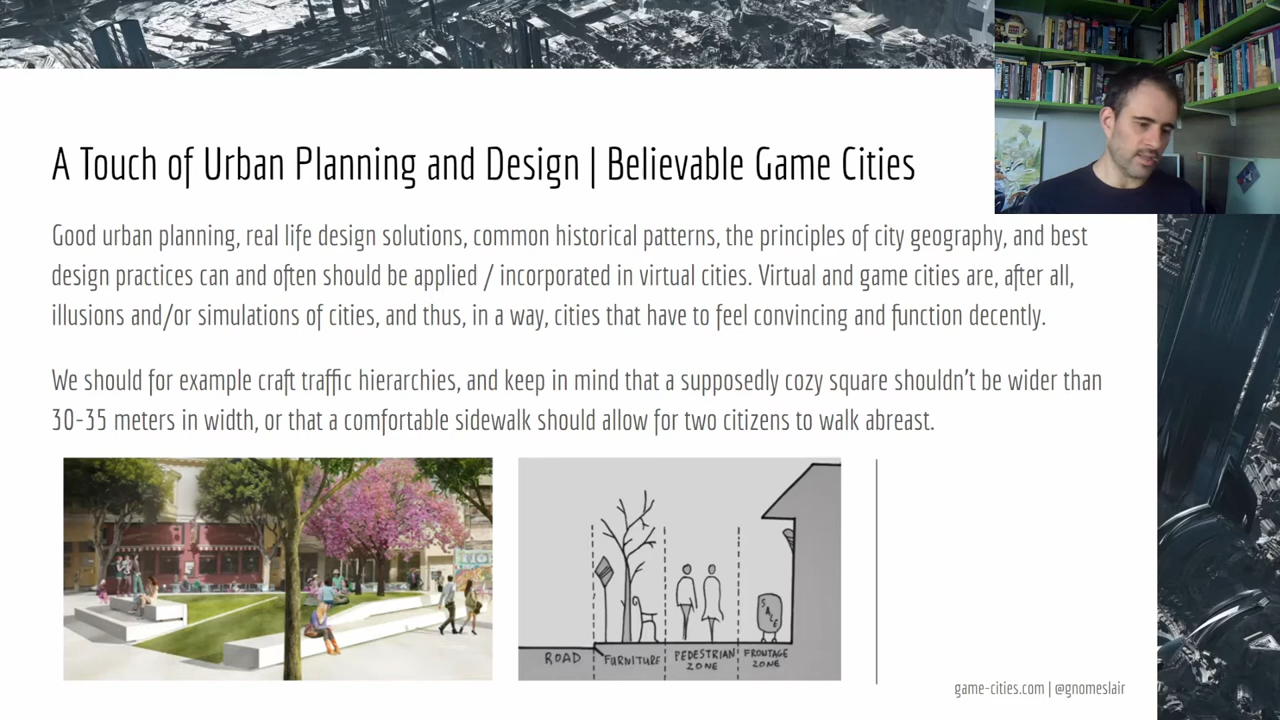 A Touch of Urban Planning and Design | Believable Game Cities
Good urban planning, real life design solutions, common historical patterns, the principles of city geography, and best
design practices can and often should be applied / incorporated in virtual cities. Virtual and game cities are, after all,
illusions and/or simulations of cities, and thus, in a way, cities that have to feel convincing and function decently.
We should for example craft traffic hierarchies, and keep in mind that a supposedly cozy square shouldn't be wider than
30-35 meters in width, or that a comfortable sidewalk should allow for two citizens to walk abreast.
SALE
ROAD
FURNITURE
PEDESTRIAN
ZONE
FRONTAGE
ZONE
game-cities.com | @gnomeslair